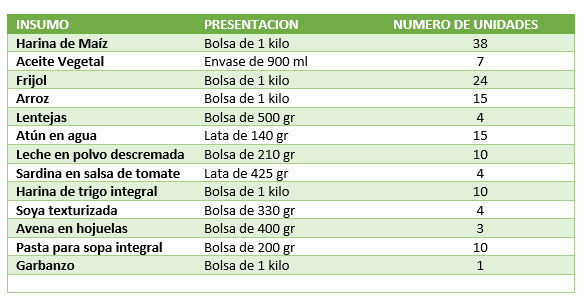 INSUMO PRESENTACION NUMERO DE UNIDADES
Harina de Maíz Bolsa de 1 kilo 38
Aceite Vegetal Envase de 900 ml 7
Frijol Bolsa de 1 kilo 24
Arroz Bolsa de 1 kilo 15
Lentejas Bolsa de 500 gr 4
Atún en agua Lata de 140 gr 15
Leche en polvo descremada Bolsa de 210 gr 10
Sardina en salsa de tomate Lata de 425 gr 4
Harina de trigo integral Bolsa de 1 kilo 10
Soya texturizada Bolsa de 330 gr 4
Avena en hojuelas Bolsa de 400 gr 3
Pasta para sopa integral Bolsa de 200 gr 10
Garbanzo Bolsa de 1 kilo 1